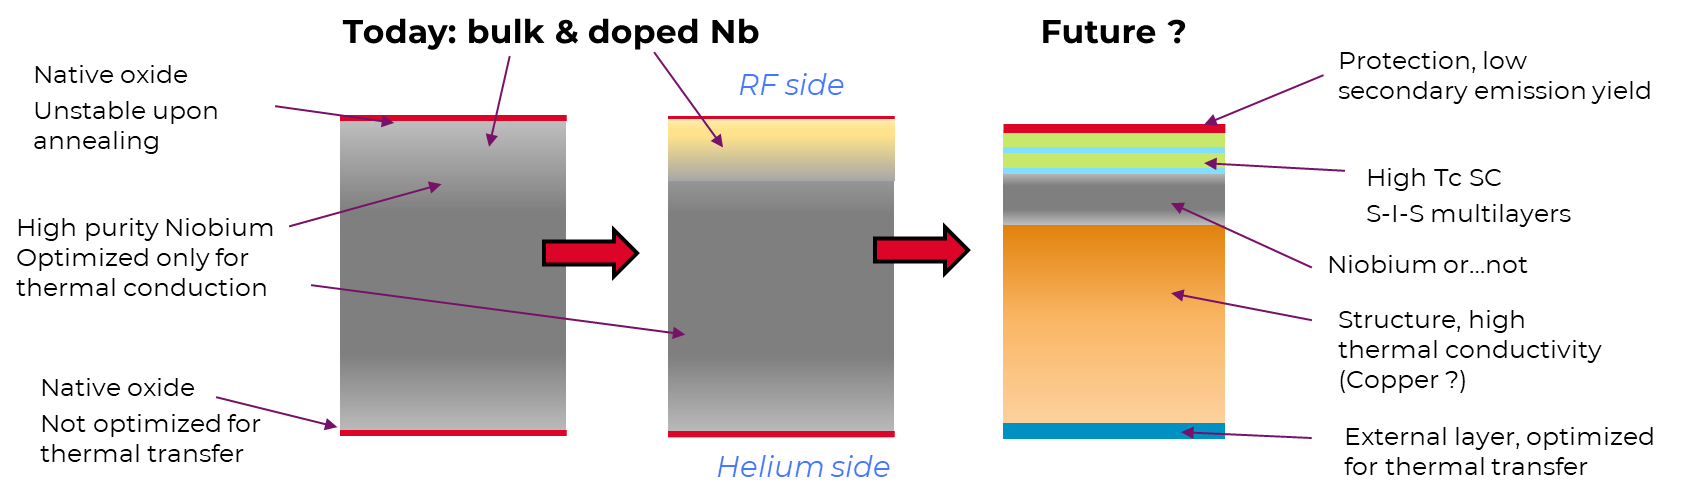 Today: bulk & doped Nb
Future ?
Native oxide
Unstable upon
annealing
High purity Niobium
Optimized only for
thermal conduction
Native oxide
Not optimized for
thermal transfer
RF side
Helium side
Protection, low
secondary emission yield
High Tc SC
S-I-S multilayers
Niobium or...not
Structure, high
thermal conductivity
(Copper ?)
External layer, optimized
for thermal transfer